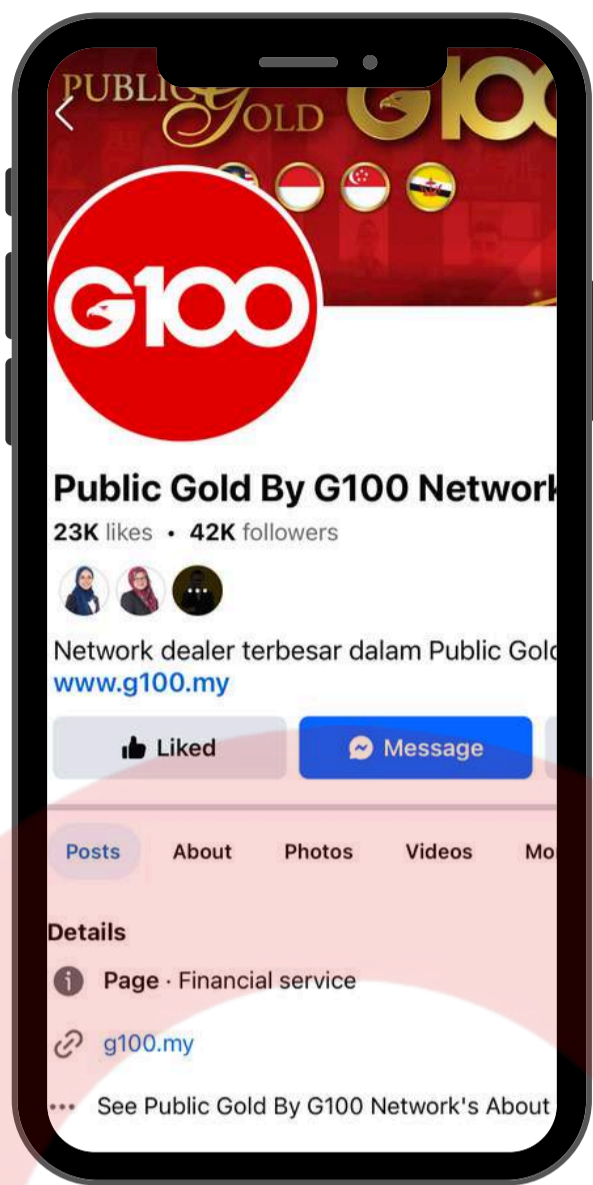 PUBLIC GOLD G100
G100
Public Gold By G100 Network
23K likes • 42K followers
Network dealer terbesar dalam Public Gold
www.g100.my
Liked Message
Posts About Photos Videos Mo
Details
Page · Financial service
g100.my
See Public Gold By G100 Network's About